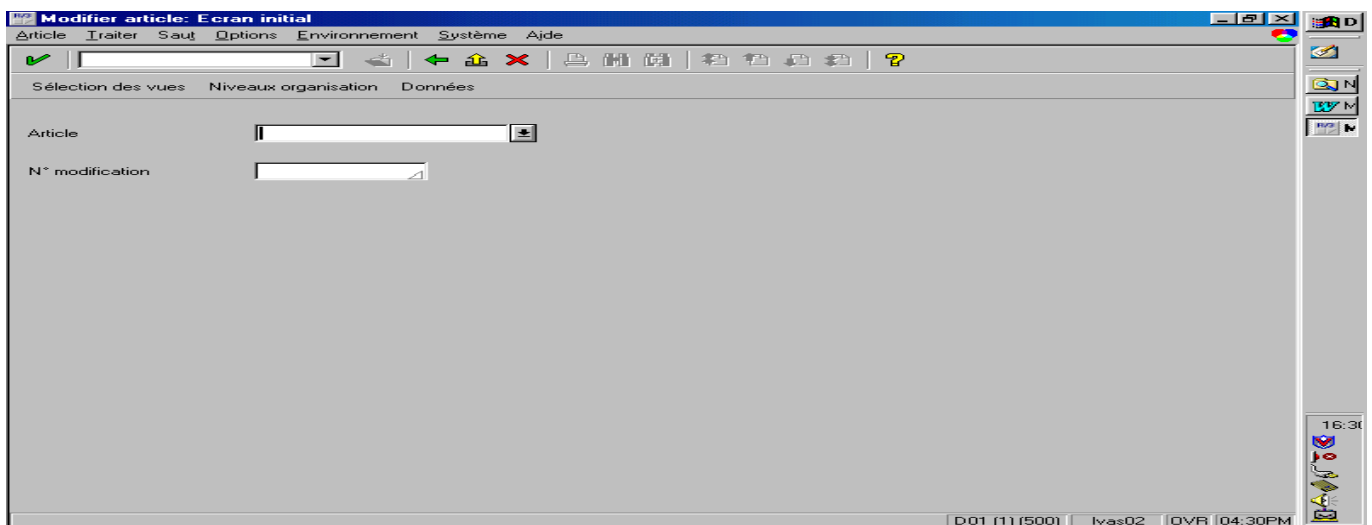 Modifier article: Ecran initial
Article Traiter Saut Options Environnement Système Aide
Sélection des vues Niveaux organisation Données
Article
N° modification
D01 (1) (500) lvas02 OVR 04:30PM
D
N
W M
R/3 M
16:30